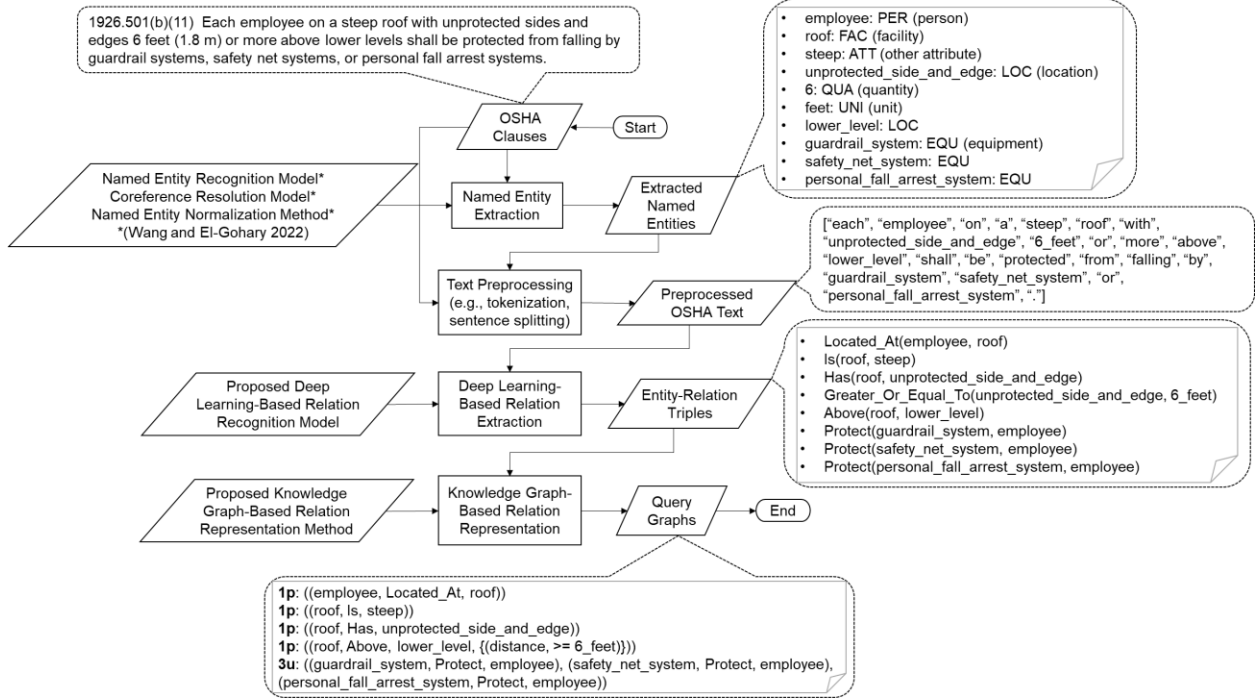 1926.501(b)(11) Each employee on a steep roof with unprotected sides and
edges 6 feet (1.8 m) or more above lower levels shall be protected from falling by
guardrail systems, safety net systems, or personal fall arrest systems.
• employee: PER (person)
• roof: FAC (facility)
• steep: ATT (other attribute)
• unprotected_side_and_edge: LOC (location)
• 6: QUA (quantity)
• feet: UNI (unit)
• lower_level: LOC
• guardrail_system: EQU (equipment)
• safety_net_system: EQU
• personal_fall_arrest_system: EQU
OSHA
Clauses
Start
Named Entity Recognition Model*
Coreference Resolution Model*
Named Entity Normalization Method*
*(Wang and El-Gohary 2022)
Named Entity
Extraction
Extracted
Named
Entities
["each", "employee", "on", "a", "steep", "roof", "with",
"unprotected_side_and_edge", "6_feet", "or", "more", "above",
"lower_level", "shall", "be", "protected", "from", "falling", "by",
"guardrail_system", "safety_net_system", "or",
"personal_fall_arrest_system", "."]
Text Preprocessing
(e.g., tokenization,
sentence splitting)
Preprocessed
OSHA Text
Proposed Deep
Learning-Based Relation
Recognition Model
Deep Learning-
Based Relation
Extraction
Entity-Relation
Triples
• Located_At(employee, roof)
• Is(roof, steep)
• Has(roof, unprotected_side_and_edge)
• Greater_Or_Equal_To(unprotected_side_and_edge, 6_feet)
• Above(roof, lower_level)
• Protect(guardrail_system, employee)
• Protect(safety_net_system, employee)
• Protect(personal_fall_arrest_system, employee)
Proposed Knowledge
Graph-Based Relation
Representation Method
Knowledge Graph-
Based Relation
Representation
Query
Graphs
End
1p: ((employee, Located_At, roof))
1p: ((roof, Is, steep))
1p: ((roof, Has, unprotected_side_and_edge))
1p: ((roof, Above, lower_level, {(distance, >= 6_feet)}))
3u: ((guardrail_system, Protect, employee), (safety_net_system, Protect, employee),
(personal_fall_arrest_system, Protect, employee))